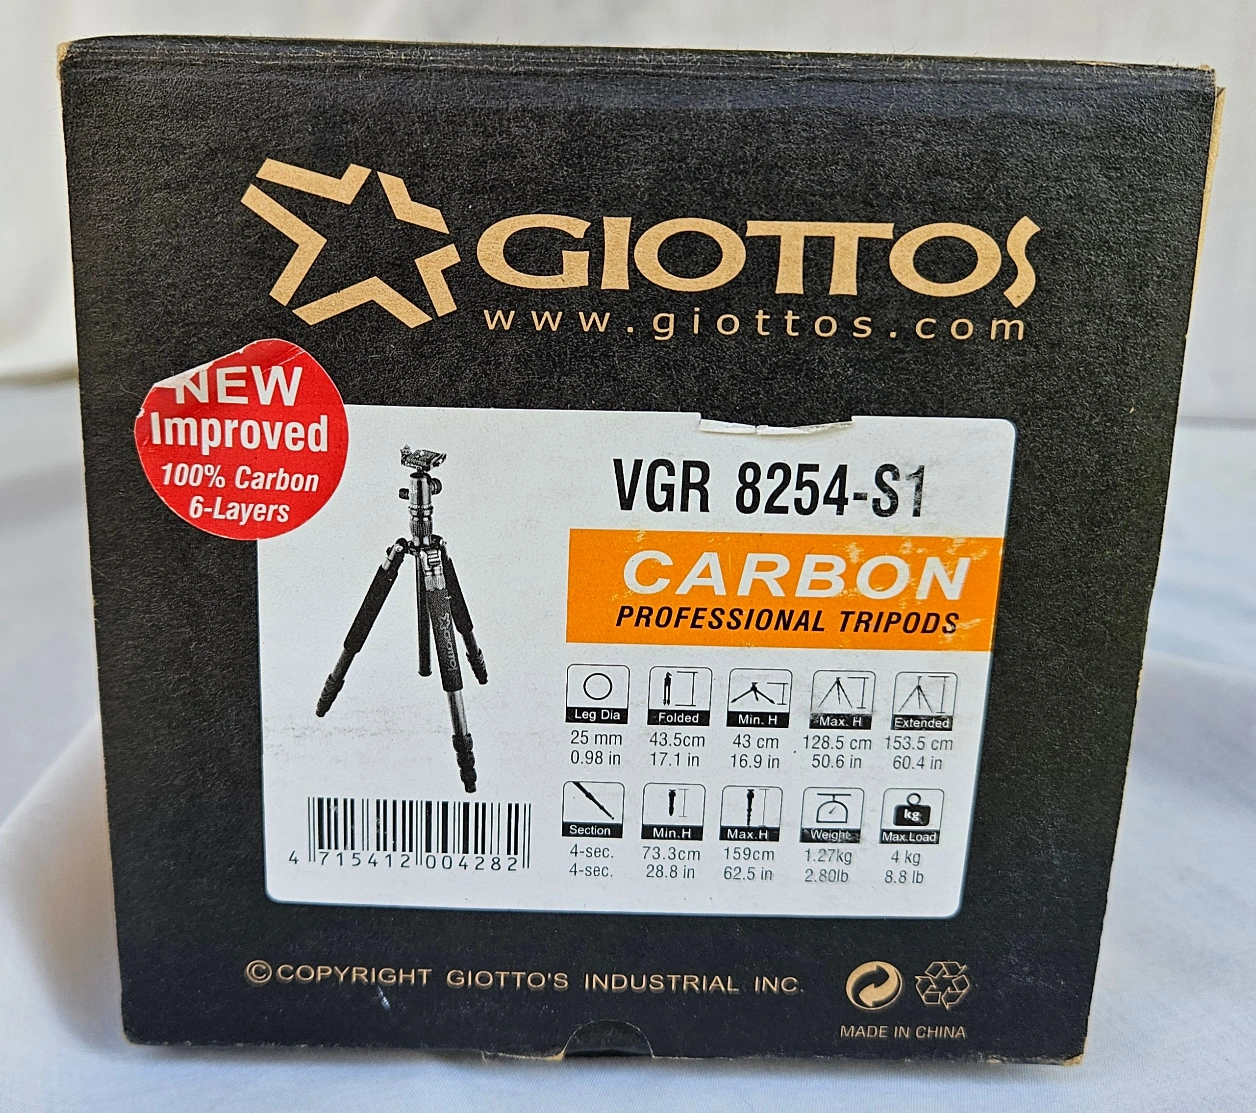 GIOTTOS
www.giottos.com
NEW
Improved
100% Carbon
6-Layers
VGR 8254-S1
CARBON
PROFESSIONAL TRIPODS
Giottos
Leg Dia Folded Min. H Max. H Extended
25 mm 43.5cm 43 cm 128.5 cm 153.5 cm
0.98 in 17.1 in 16.9 in 50.6 in 60.4 in
kg
Section Min.H Max.H Weight Max.Load
4-sec. 73.3cm 159cm 1.27kg 4 kg
4-sec. 28.8 in 62.5 in 2.80lb 8.8 lb
4 715412 004282
©COPYRIGHT GIOTTO'S INDUSTRIAL INC.
MADE IN CHINA